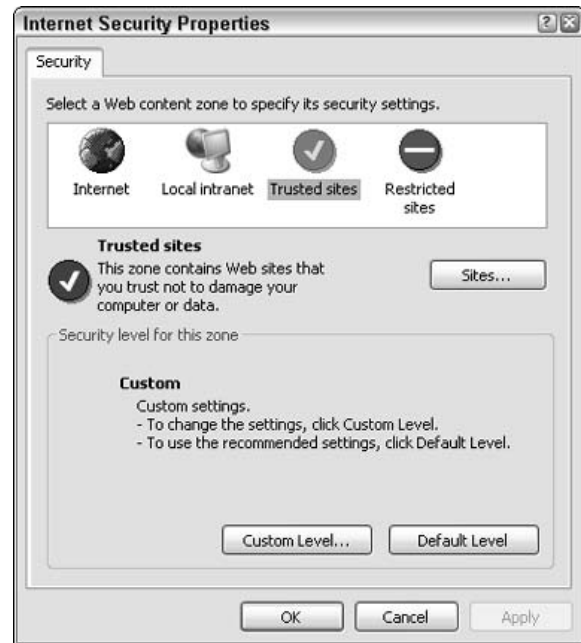 Internet Security Properties
Security
Select a Web content zone to specify its security settings.
Internet
Local intranet
Trusted sites
Restricted
sites
Trusted sites
This zone contains Web sites that
you trust not to damage your
computer or data.
Sites...
Security level for this zone
Custom
Custom settings.
- To change the settings, click Custom Level.
- To use the recommended settings, click Default Level.
Custom Level...
Default Level
OK
Cancel
Apply